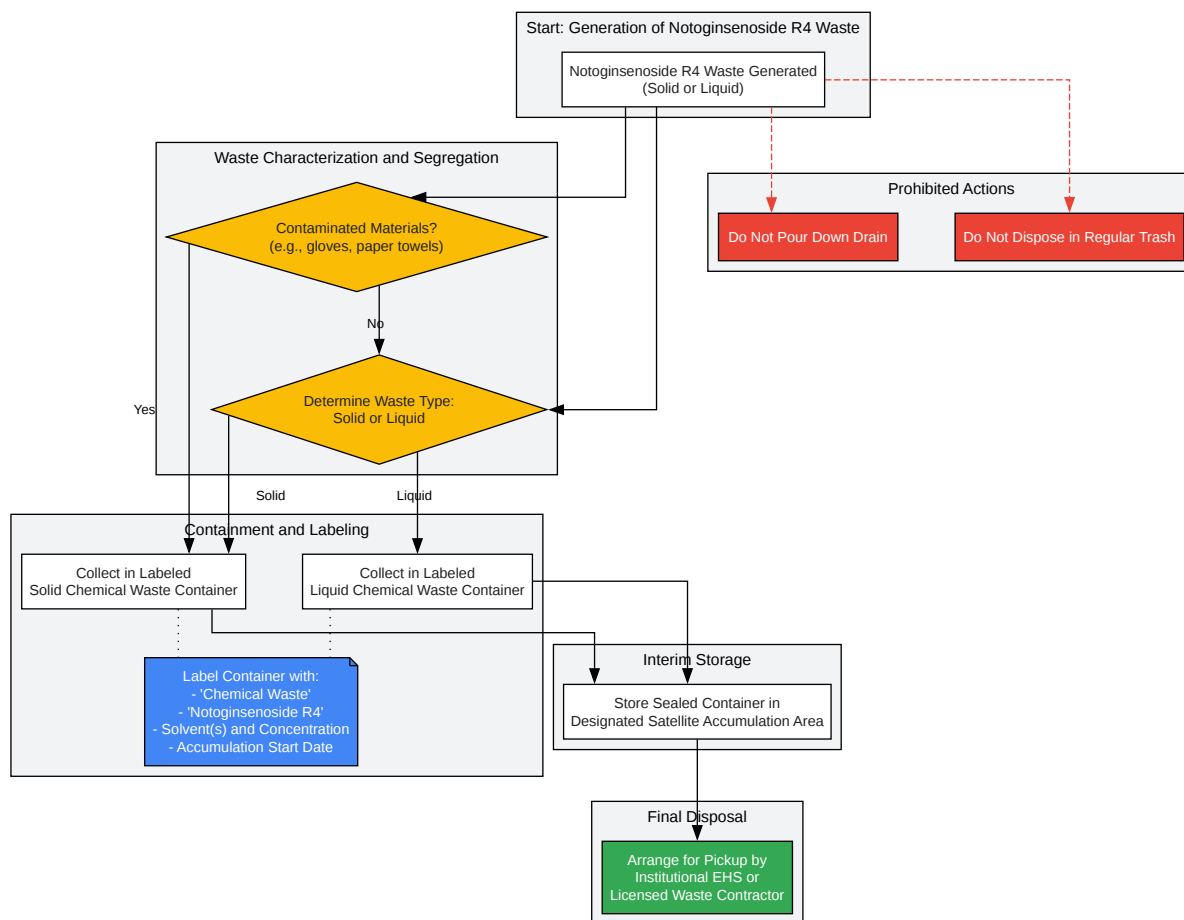 Start: Generation of Notoginsenoside R4 Waste
Notoginsenoside R4 Waste Generated
(Solid or Liquid)
Waste Characterization and Segregation
Contaminated Materials?
(e.g., gloves, paper towels)
Prohibited Actions
Do Not Pour Down Drain
Do Not Dispose in Regular Trash
No
Yes
Determine Waste Type:
Solid or Liquid
Solid
Liquid
Containment and Labeling
Collect in Labeled
Solid Chemical Waste Container
Collect in Labeled
Liquid Chemical Waste Container
Label Container with:
- 'Chemical Waste'
- 'Notoginsenoside R4'
- Solvent(s) and Concentration
- Accumulation Start Date
Interim Storage
Store Sealed Container in
Designated Satellite Accumulation Area
Final Disposal
Arrange for Pickup by
Institutional EHS or
Licensed Waste Contractor